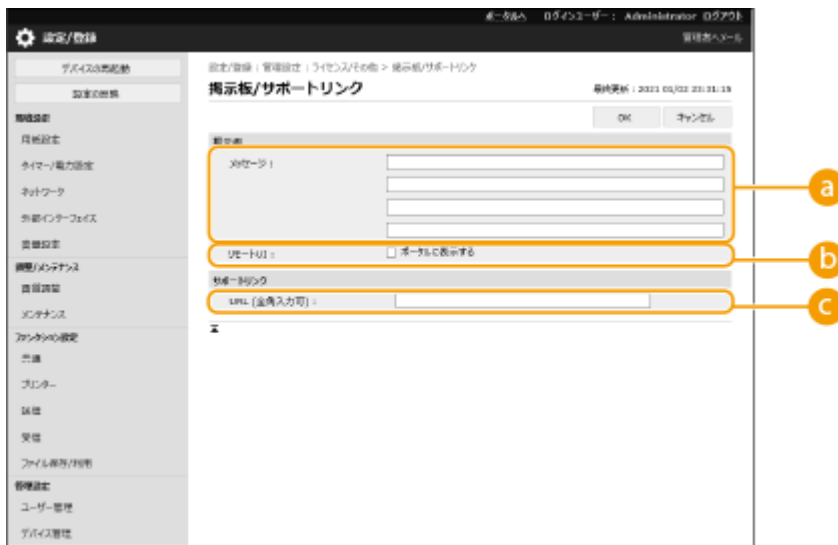 ポータルへ ログインユーザー： Administrator ログアウト
設定/登録
管理者へメール
デバイスの再起動
設定の反映
環境設定
用紙設定
タイマー/電力設定
ネットワーク
外部インターフェイス
音量設定
調整/メンテナンス
画質調整
メンテナンス
ファンクション設定
共通
プリンター
送信
受信
ファイル保存/利用
管理設定
ユーザー管理
デバイス管理
設定/登録：管理設定：ライセンス/その他 > 掲示板/サポートリンク
掲示板/サポートリンク
最終更新：2021 01/02 23:31:15
OK
キャンセル
掲示板
メッセージ：
リモートUI：
ポータルに表示する
サポートリンク
URL (全角入力可)：
a
b
c